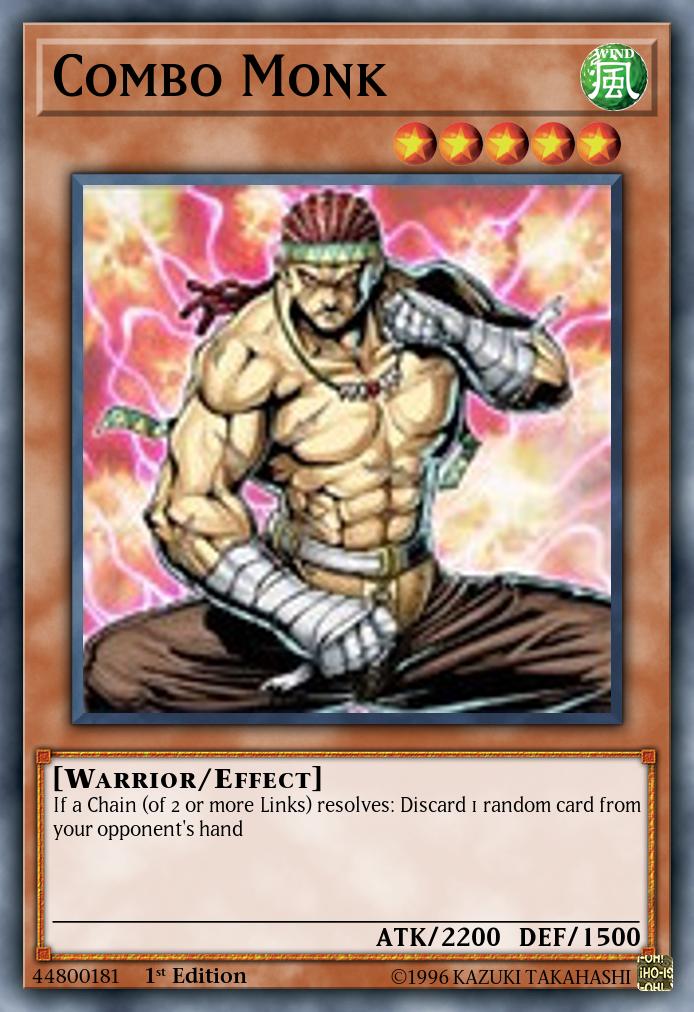 Combo Monk
WIND
風
[Warrior/Effect]
If a Chain (of 2 or more Links) resolves: Discard 1 random card from
your opponent's hand
ATK/2200 DEF/1500
44800181 1st Edition ©1996 KAZUKI TAKAHASHI